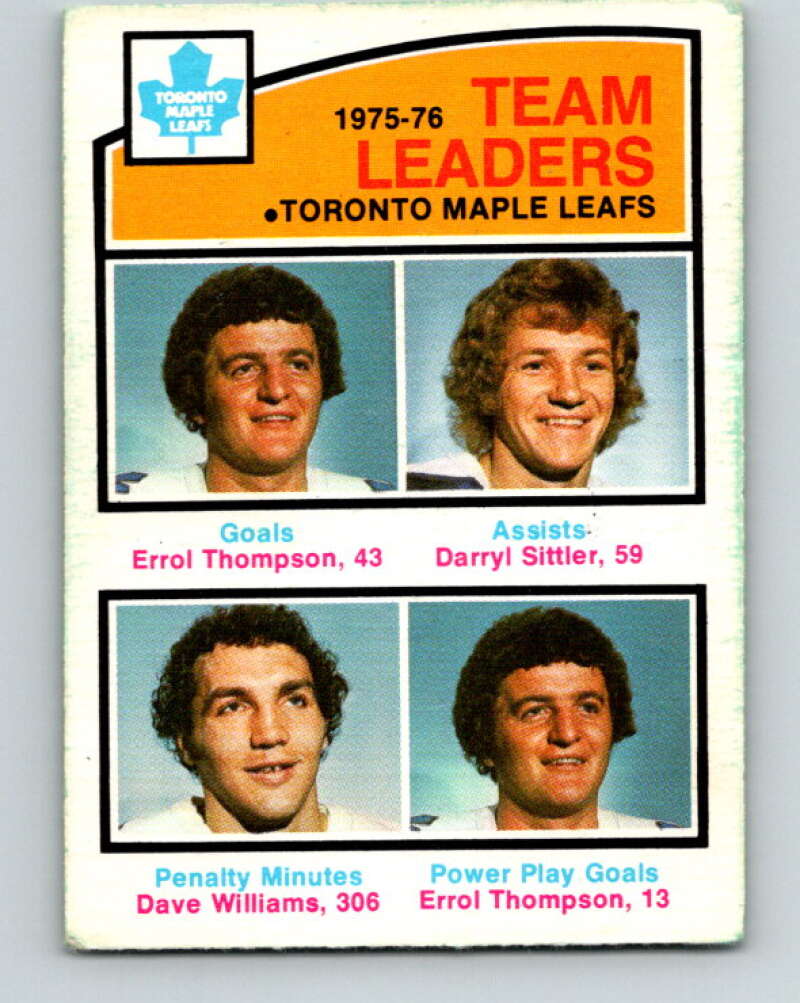 TORONTO
MAPLE
LEAFS
1975-76 TEAM
LEADERS
•TORONTO MAPLE LEAFS
Goals
Errol Thompson, 43
Assists
Darryl Sittler, 59
Penalty Minutes
Dave Williams, 306
Power Play Goals
Errol Thompson, 13